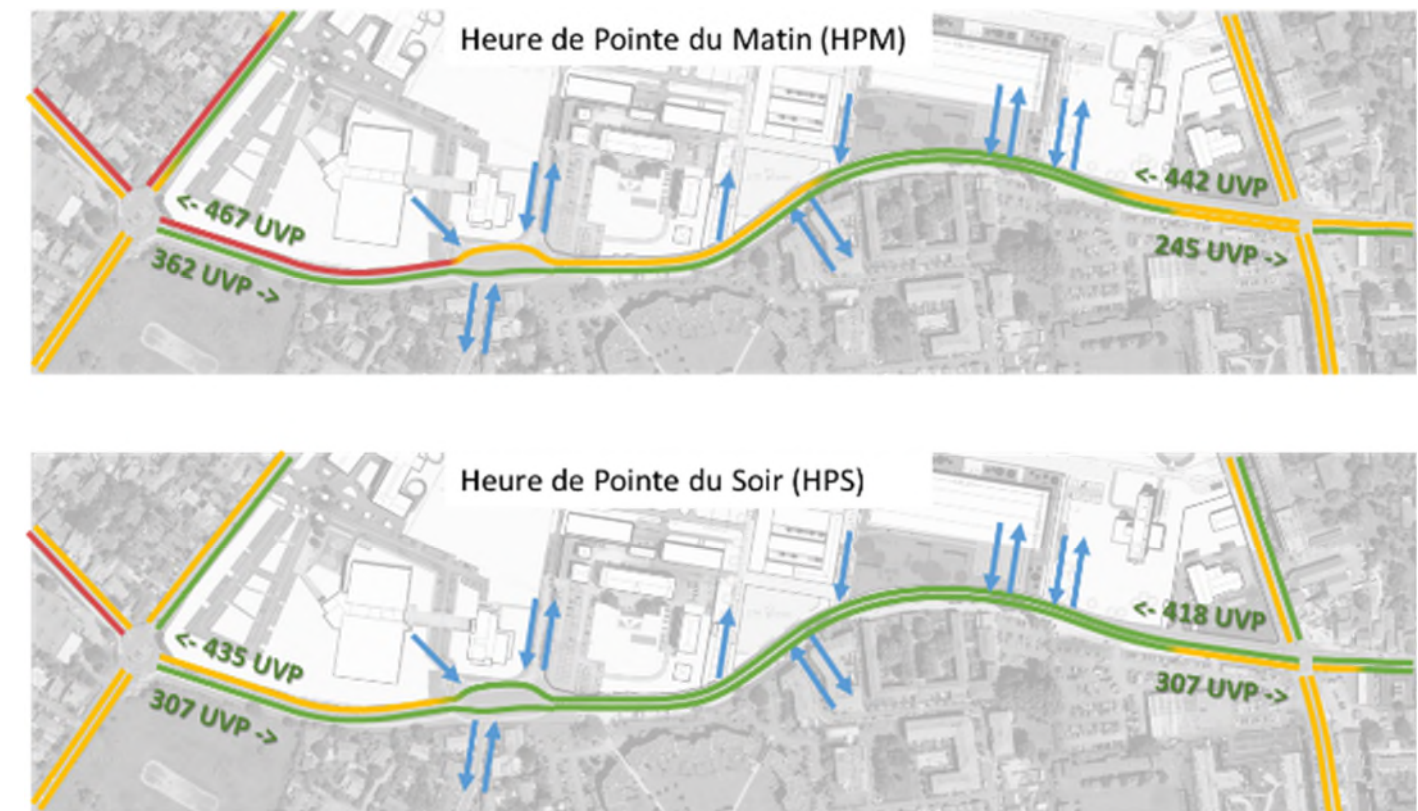 Heure de Pointe du Matin (HPM)
<- 467 UVP
362 UVP ->
<- 442 UVP
245 UVP ->
Heure de Pointe du Soir (HPS)
<- 435 UVP
307 UVP ->
<- 418 UVP
307 UVP ->